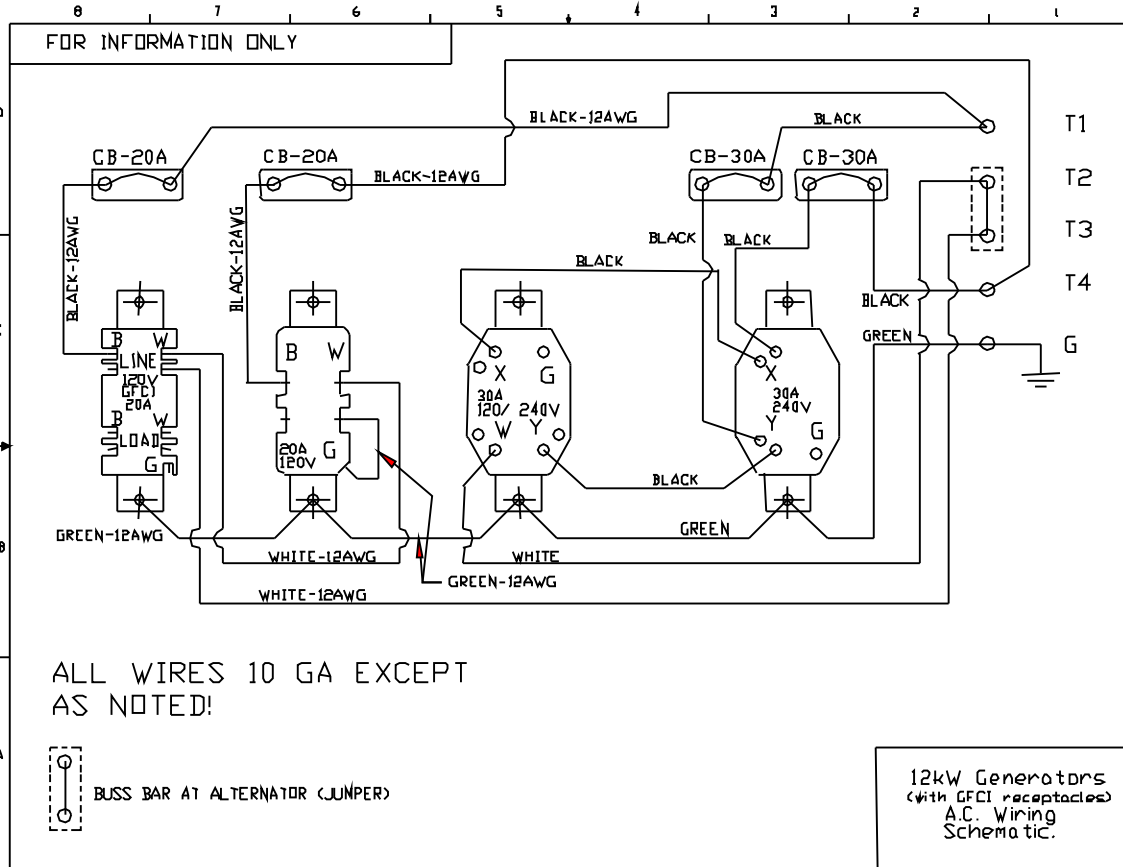 8 7 6 5 4 3 2 1
FOR INFORMATION ONLY
BLACK-12AWG
BLACK
T1
CB-20A
CB-20A
CB-30A
CB-30A
BLACK-12AWG
T2
BLACK-12AWG
BLACK-12AWG
BLACK
BLACK
T3
BLACK
T4
BLACK
GREEN
G
B W
LINE
120V
GFCI
20A
B W
LOAD
G
B W
20A
120V
G
X G
30A
120/ 240V
W Y
X
30A
240V
Y
G
BLACK
GREEN-12AWG
GREEN
WHITE-12AWG
WHITE
GREEN-12AWG
WHITE-12AWG
ALL WIRES 10 GA EXCEPT
AS NOTED!
BUSS BAR AT ALTERNATOR (JUMPER)
12kW Generators
(with GFCI receptacles)
A.C. Wiring
Schematic.